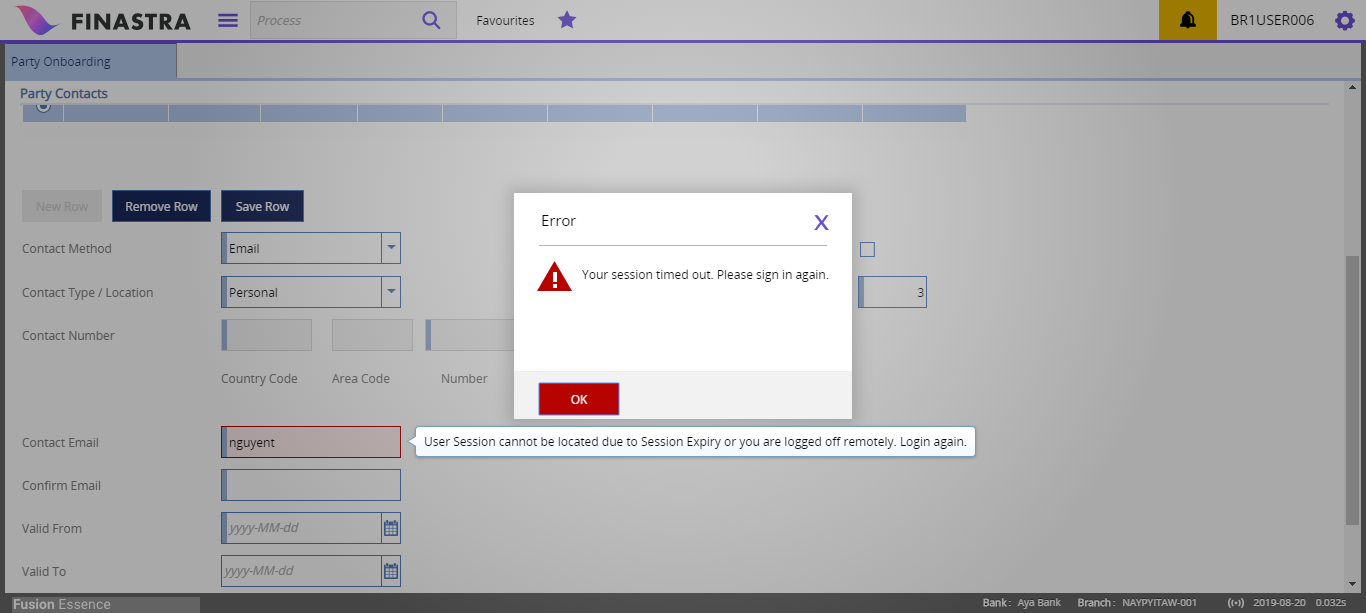 FINASTRA
Process
Favourites
BR1USER006
Party Onboarding
Party Contacts
New Row
Remove Row
Save Row
Contact Method
Email
Contact Type / Location
Personal
3
Contact Number
Country Code
Area Code
Number
Error
X
Your session timed out. Please sign in again.
OK
Contact Email
nguyent
User Session cannot be located due to Session Expiry or you are logged off remotely. Login again.
Confirm Email
Valid From
yyyy-MM-dd
Valid To
yyyy-MM-dd
Fusion Essence
Bank : Aya Bank
Branch : NAYPYITAW-001
2019-08-20
0.032s